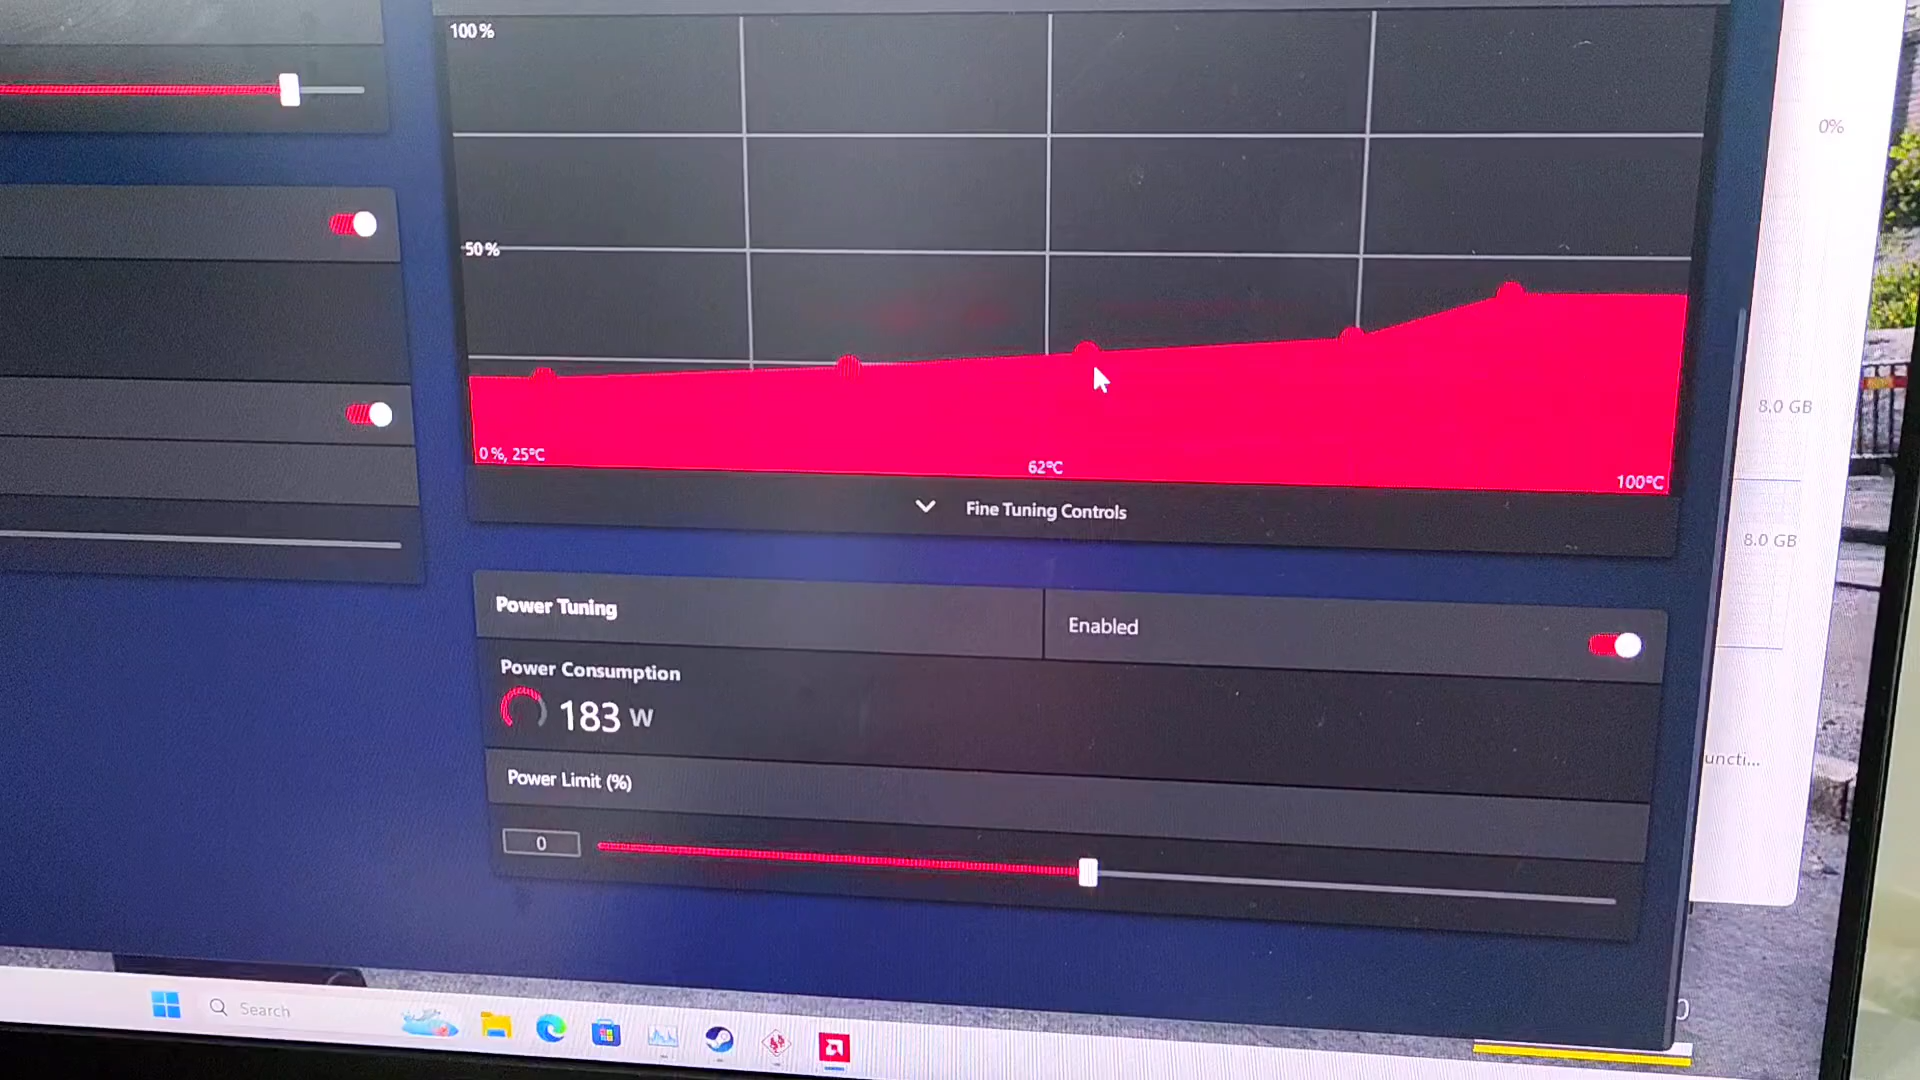 100 %
50 %
0 %, 25°C
62°C
100°C
Fine Tuning Controls
Power Tuning
Enabled
Power Consumption
183 W
Power Limit (%)
0
0%
8.0 GB
8.0 GB
uncti...
Search